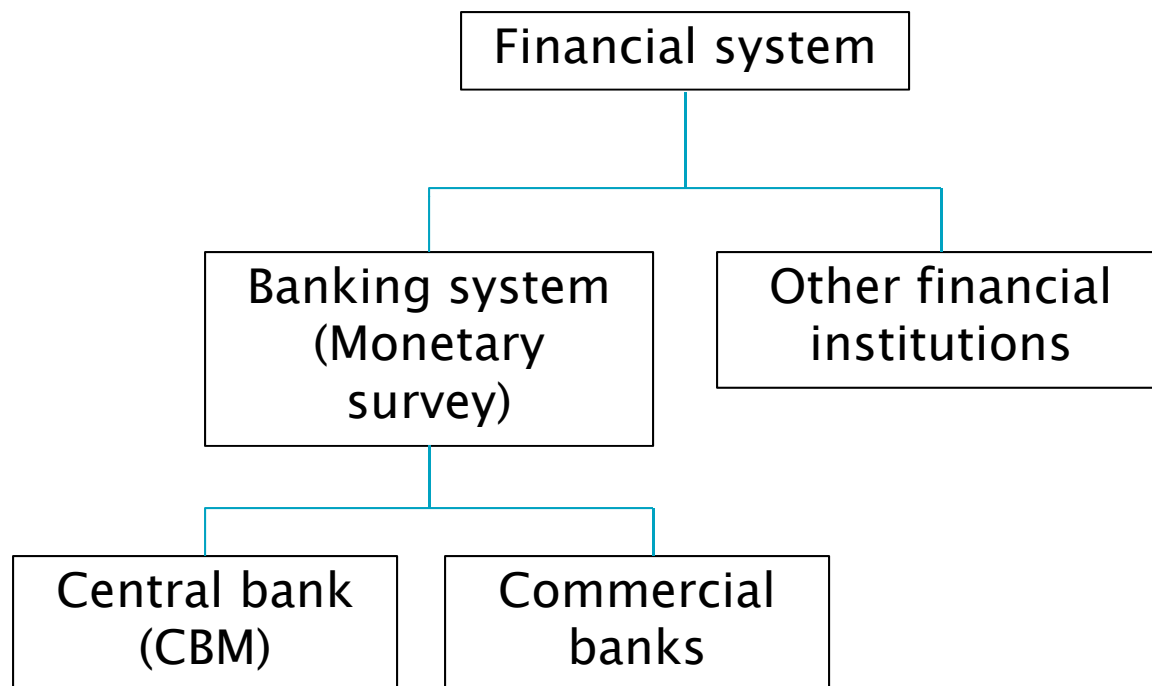 Financial system
Banking system
(Monetary
survey)
Other financial
institutions
Central bank
(CBM)
Commercial
banks